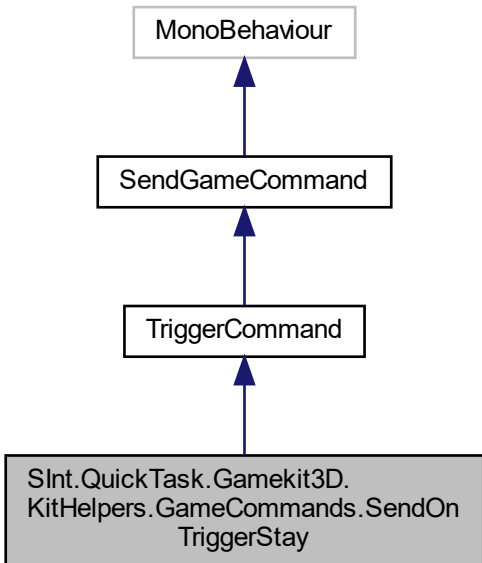 MonoBehaviour
SendGameCommand
TriggerCommand
SInt.QuickTask.Gamekit3D.
KitHelpers.GameCommands.SendOn
TriggerStay